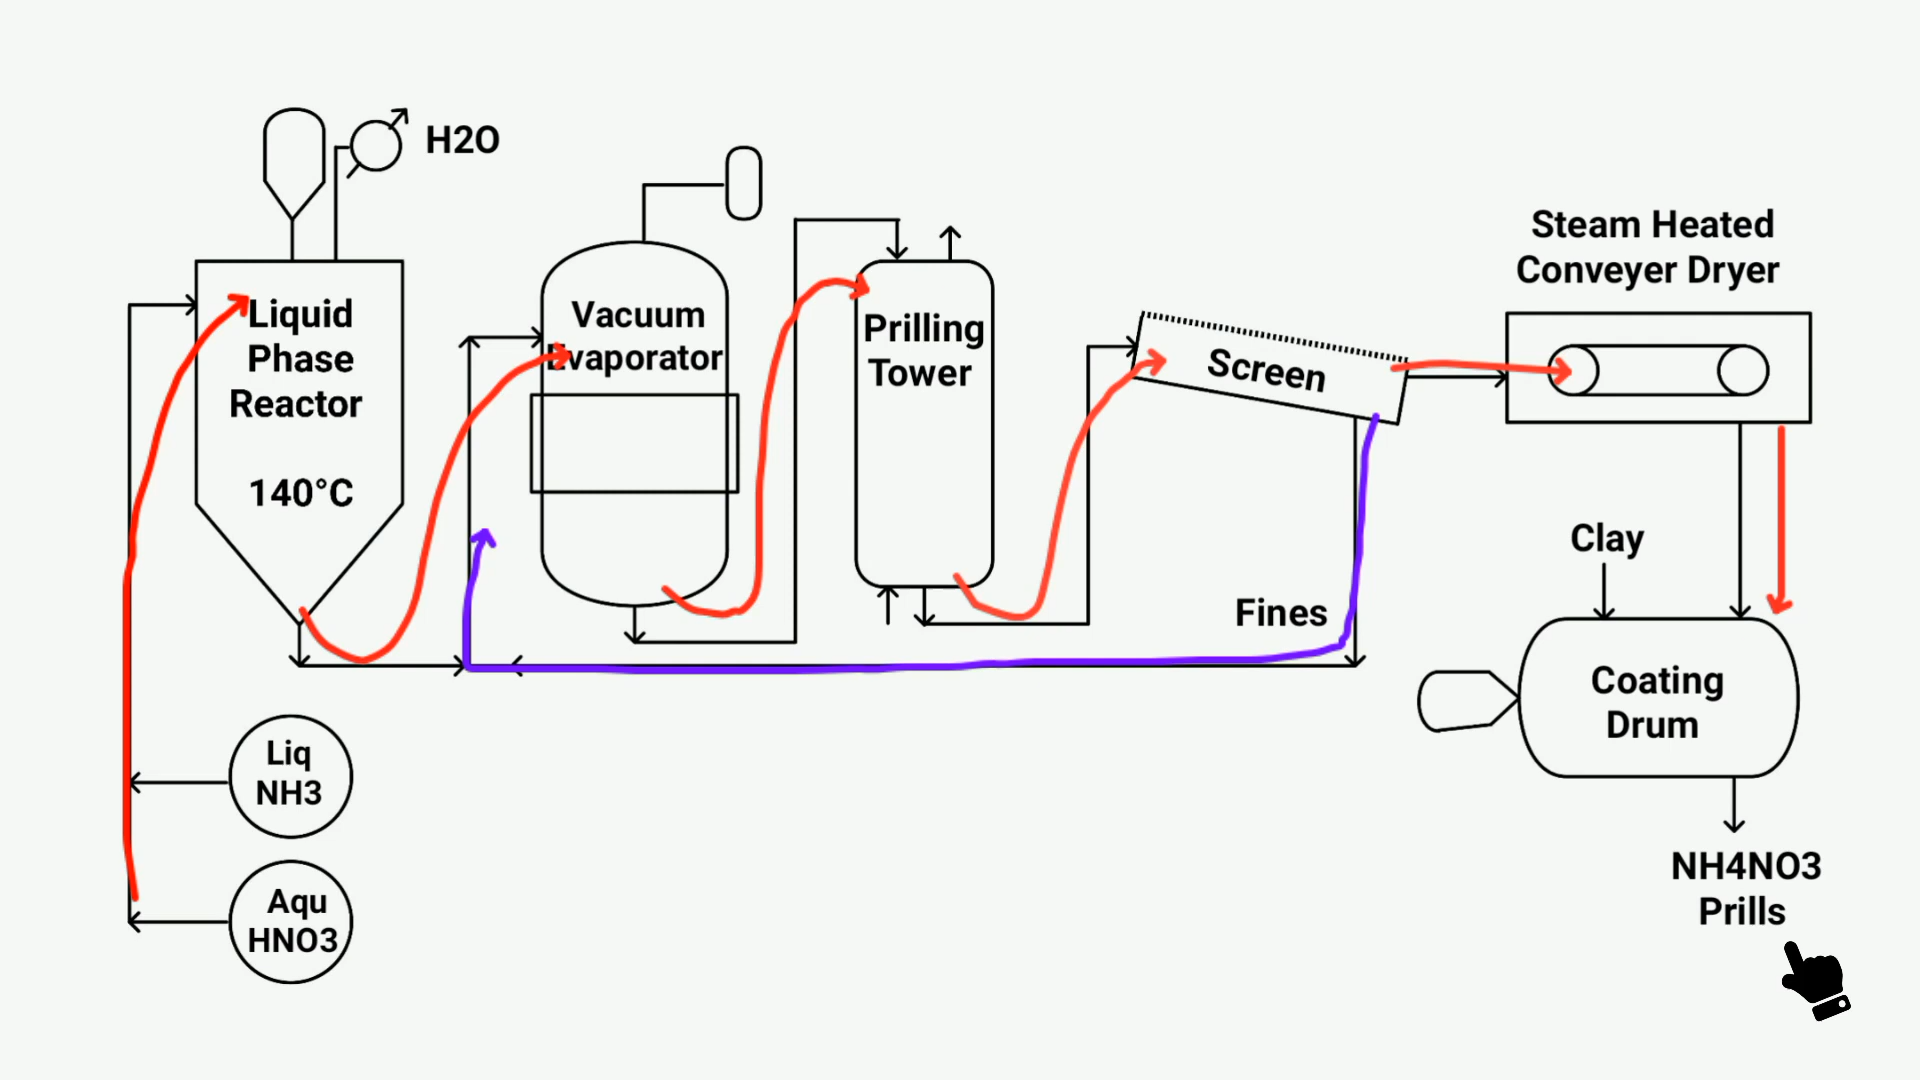 H2O
Liquid
Phase
Reactor
140°C
Vacuum
Evaporator
Prilling
Tower
Screen
Steam Heated
Conveyer Dryer
Clay
Fines
Coating
Drum
NH4NO3
Prills
Liq
NH3
Aqu
HNO3